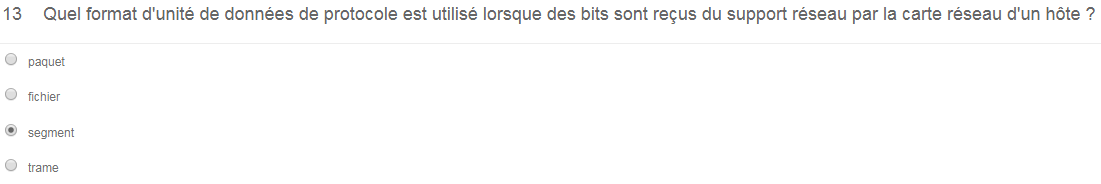 13 Quel format d'unité de données de protocole est utilisé lorsque des bits sont reçus du support réseau par la carte réseau d'un hôte ?
paquet
fichier
segment
trame